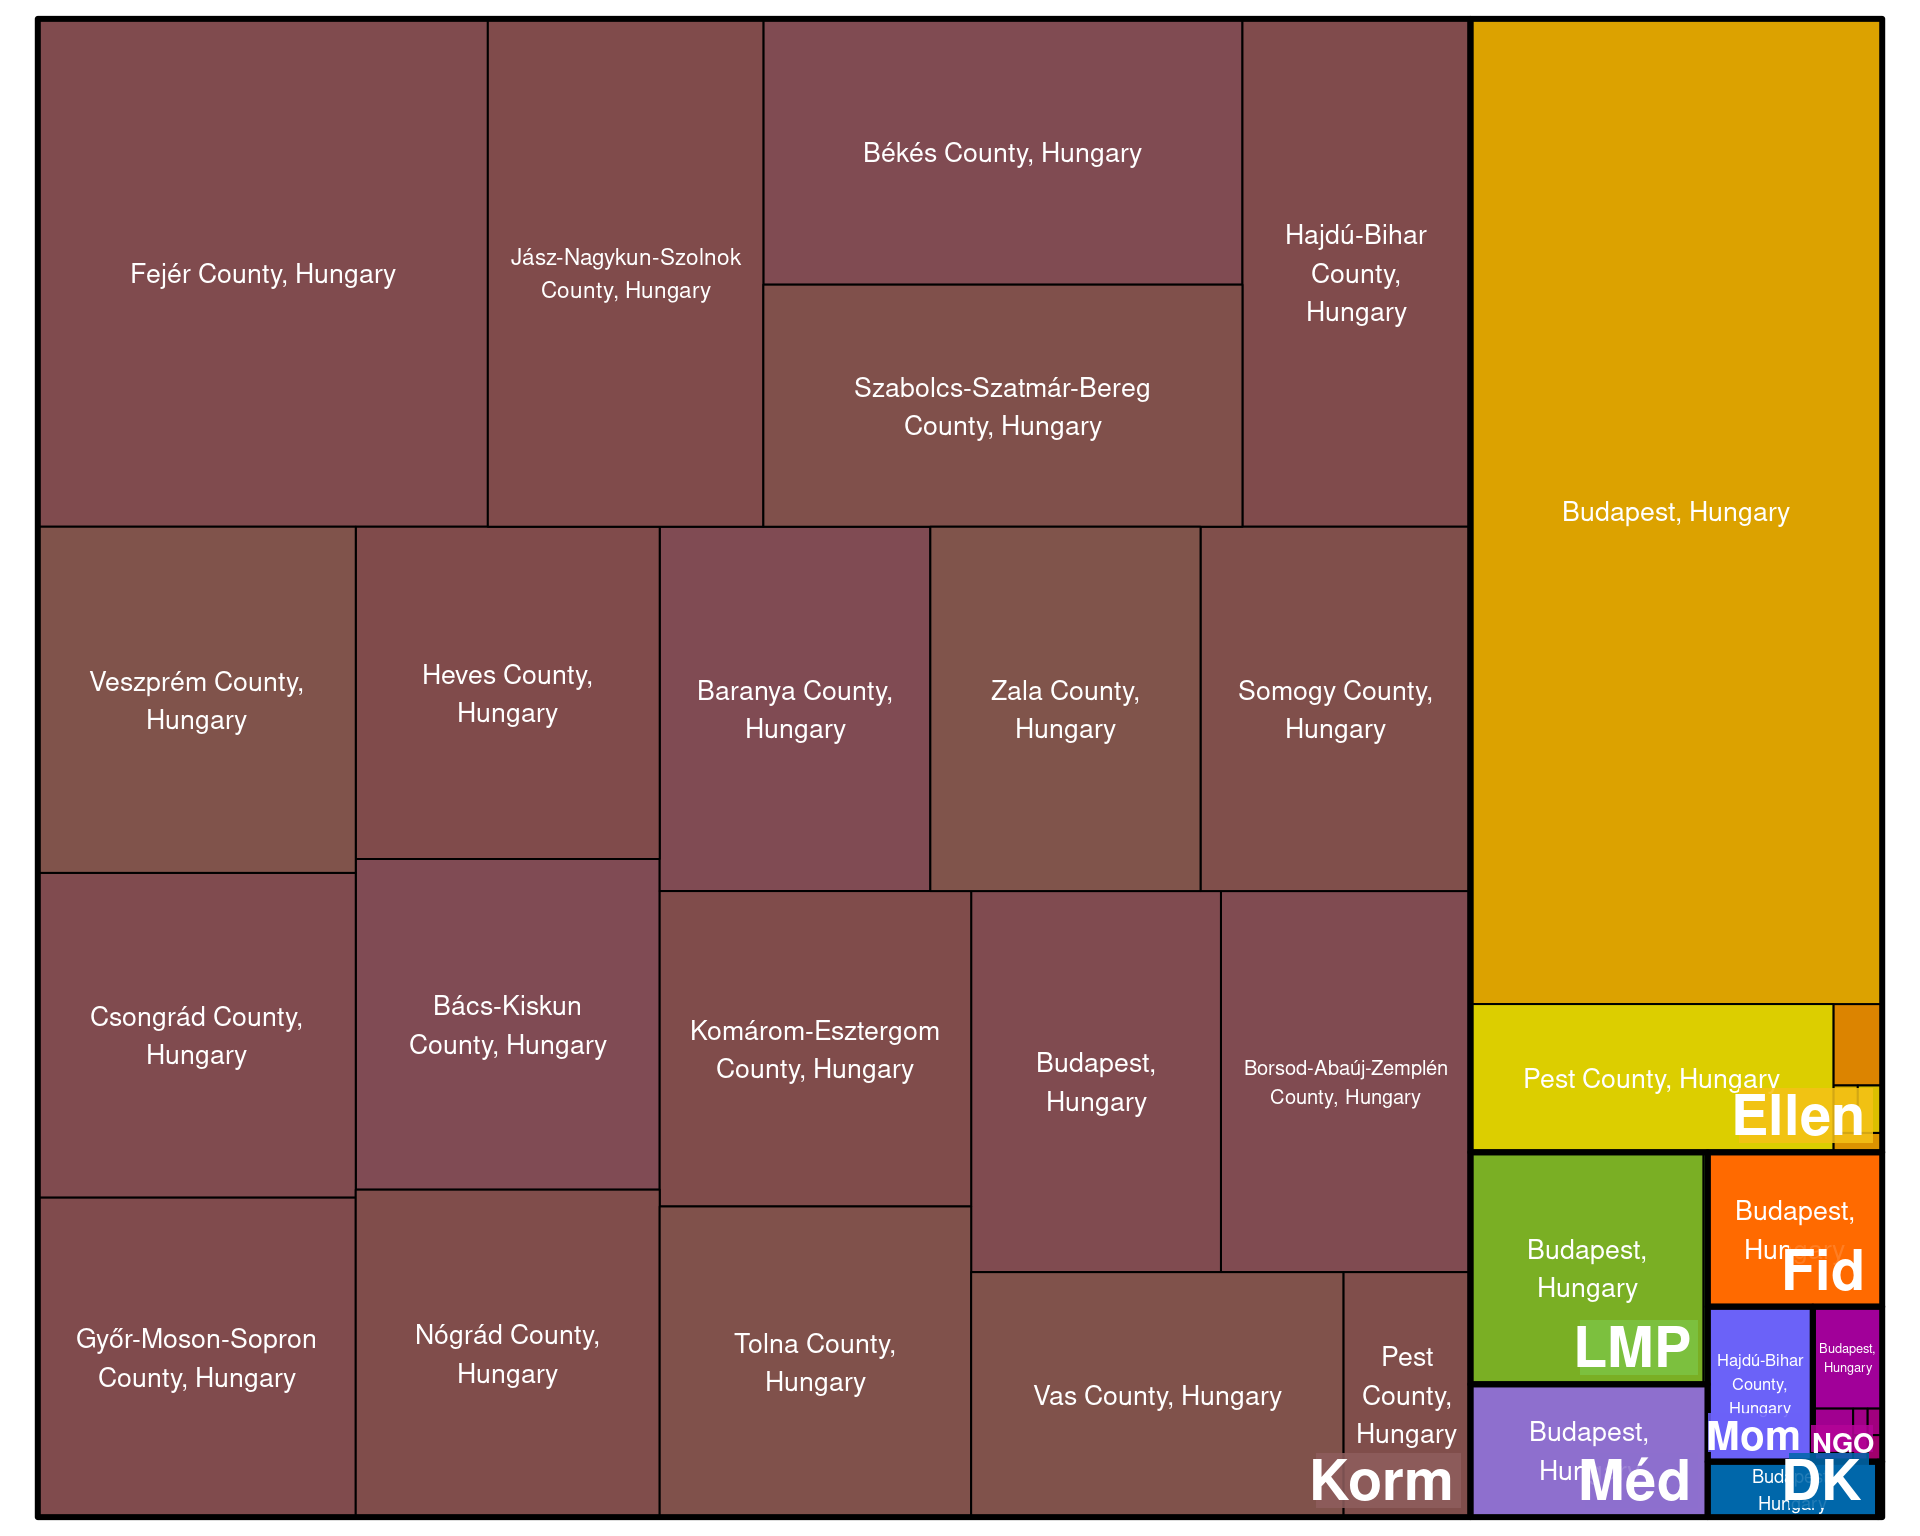 Fejér County, Hungary
Jász-Nagykun-Szolnok
County, Hungary
Békés County, Hungary
Szabolcs-Szatmár-Bereg
County, Hungary
Hajdú-Bihar
County,
Hungary
Budapest, Hungary
Veszprém County,
Hungary
Heves County,
Hungary
Baranya County,
Hungary
Zala County,
Hungary
Somogy County,
Hungary
Csongrád County,
Hungary
Bács-Kiskun
County, Hungary
Komárom-Esztergom
County, Hungary
Budapest,
Hungary
Borsod-Abaúj-Zemplén
County, Hungary
Pest County, Hungary
Ellen
Győr-Moson-Sopron
County, Hungary
Nógrád County,
Hungary
Tolna County,
Hungary
Vas County, Hungary
Pest
County,
Hungary
Korm
Budapest,
Hungary
LMP
Budapest,
Hungary
Fid
Budapest,
Hungary
Méd
Hajdú-Bihar
County,
Hungary
Mom
Budapest,
Hungary
NGO
Budapest,
Hungary
DK